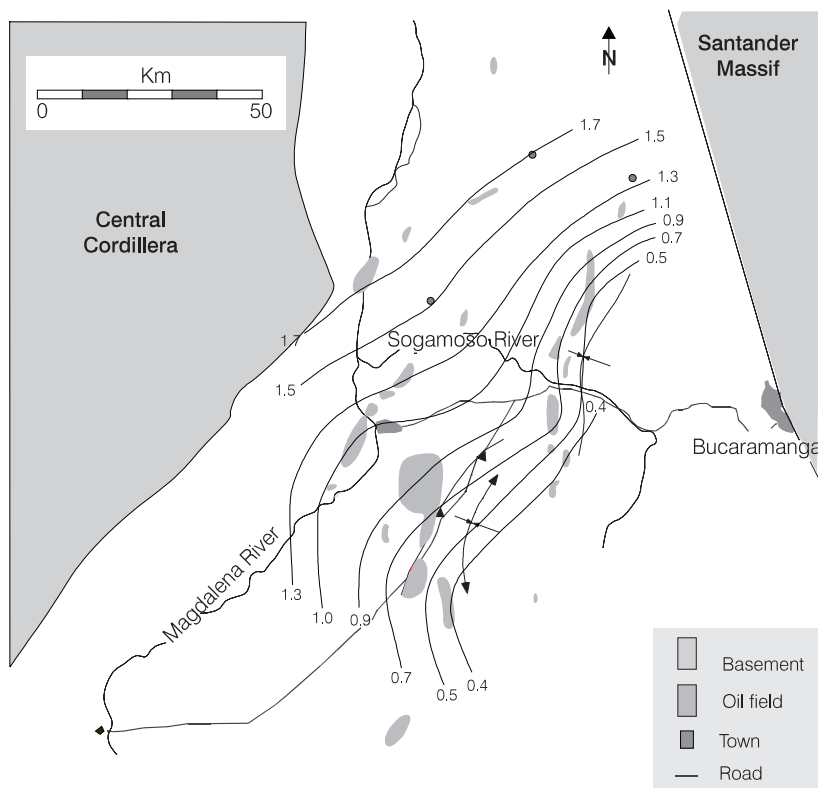 Km
0 50
N
Santander
Massif
Central
Cordillera
1.7
1.5
1.3
1.1
0.9
0.7
0.5
1.7
Sogamoso River
1.5
0.4
Bucaramanga
Magdalena River
1.3
1.0
0.9
0.7
0.5
0.4
Basement
Oil field
Town
Road